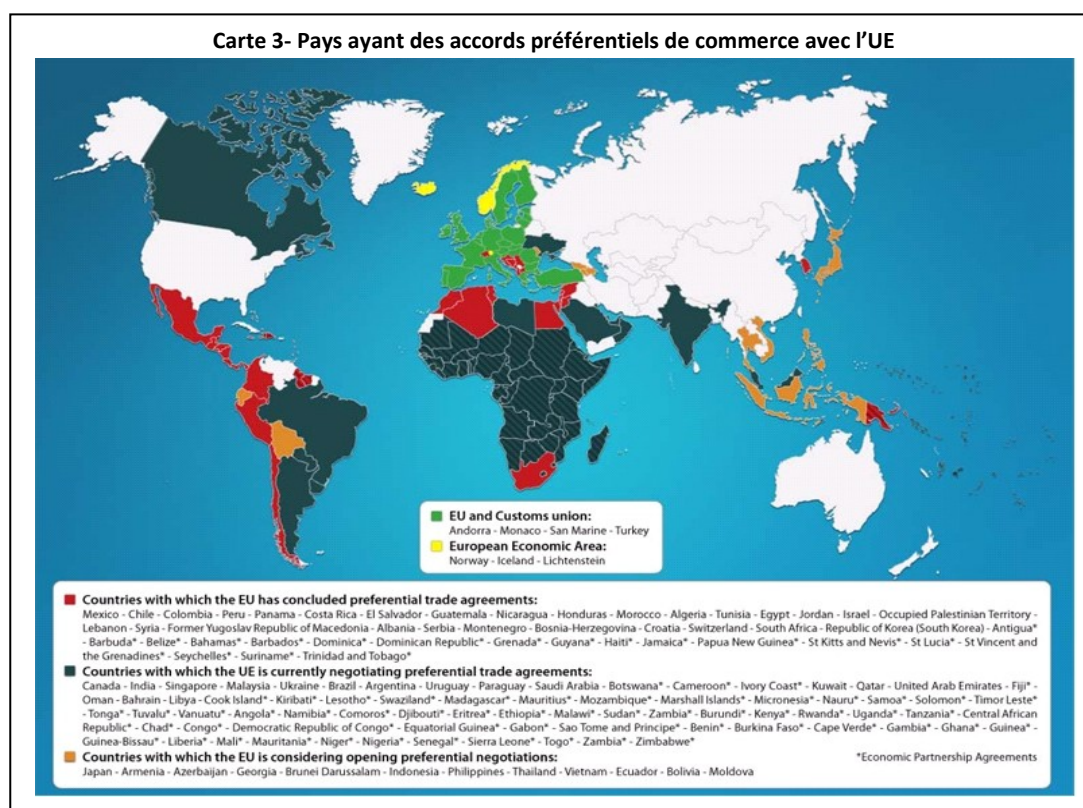 Carte 3- Pays ayant des accords préférentiels de commerce avec l’UE
EU and Customs union:
Andorra - Monaco - San Marine - Turkey
European Economic Area:
Norway - Iceland - Lichtenstein
Countries with which the EU has concluded preferential trade agreements:
Mexico - Chile - Colombia - Peru - Panama - Costa Rica - El Salvador - Guatemala - Nicaragua - Honduras - Morocco - Algeria - Tunisia - Egypt - Jordan - Israel - Occupied Palestinian Territory -
Lebanon - Syria - Former Yugoslav Republic of Macedonia - Albania - Serbia - Montenegro - Bosnia-Herzegovina - Croatia - Switzerland - South Africa - Republic of Korea (South Korea) - Antigua*
- Barbuda* - Belize* - Bahamas* - Barbados* - Dominica* - Dominican Republic* - Grenada* - Guyana* - Haiti* - Jamaica* - Papua New Guinea* - St Kitts and Nevis* - St Lucia* - St Vincent and
the Grenadines* - Seychelles* - Suriname* - Trinidad and Tobago*
Countries with which the UE is currently negotiating preferential trade agreements:
Canada - India - Singapore - Malaysia - Ukraine - Brazil - Argentina - Uruguay - Paraguay - Saudi Arabia - Botswana* - Cameroon* - Ivory Coast* - Kuwait - Qatar - United Arab Emirates - Fiji* -
Oman - Bahrain - Libya - Cook Island* - Kiribati* - Lesotho* - Swaziland* - Madagascar* - Mauritius* - Mozambique* - Marshall Islands* - Micronesia* - Nauru* - Samoa* - Solomon* - Timor Leste*
- Tonga* - Tuvalu* - Vanuatu* - Angola* - Namibia* - Comoros* - Djibouti* - Eritrea* - Ethiopia* - Malawi* - Sudan* - Zambia* - Burundi* - Kenya* - Rwanda* - Uganda* - Tanzania* - Central African
Republic* - Chad* - Congo* - Democratic Republic of Congo* - Equatorial Guinea* - Gabon* - Sao Tome and Principe* - Benin* - Burkina Faso* - Cape Verde* - Gambia* - Ghana* - Guinea* -
Guinea-Bissau* - Liberia* - Mali* - Mauritania* - Niger* - Nigeria* - Senegal* - Sierra Leone* - Togo* - Zambia* - Zimbabwe*
Countries with which the EU is considering opening preferential negotiations:
*Economic Partnership Agreements
Japan - Armenia - Azerbaijan - Georgia - Brunei Darussalam - Indonesia - Philippines - Thailand - Vietnam - Ecuador - Bolivia - Moldova